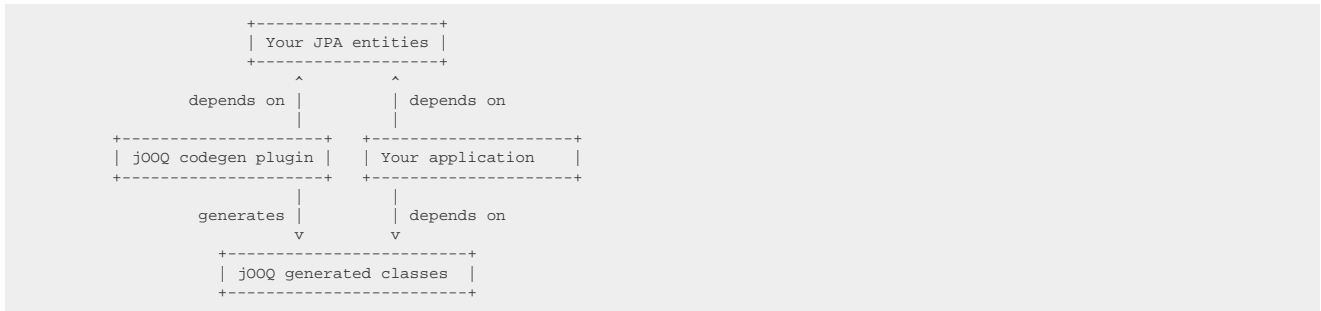 +-------------------+
| Your JPA entities |
+-------------------+
^ ^
depends on | | depends on
| |
+---------------------+ +---------------------+
| jOOQ codegen plugin | | Your application |
+---------------------+ +---------------------+
| |
generates | | depends on
v v
+-------------------------+
| jOOQ generated classes |
+-------------------------+